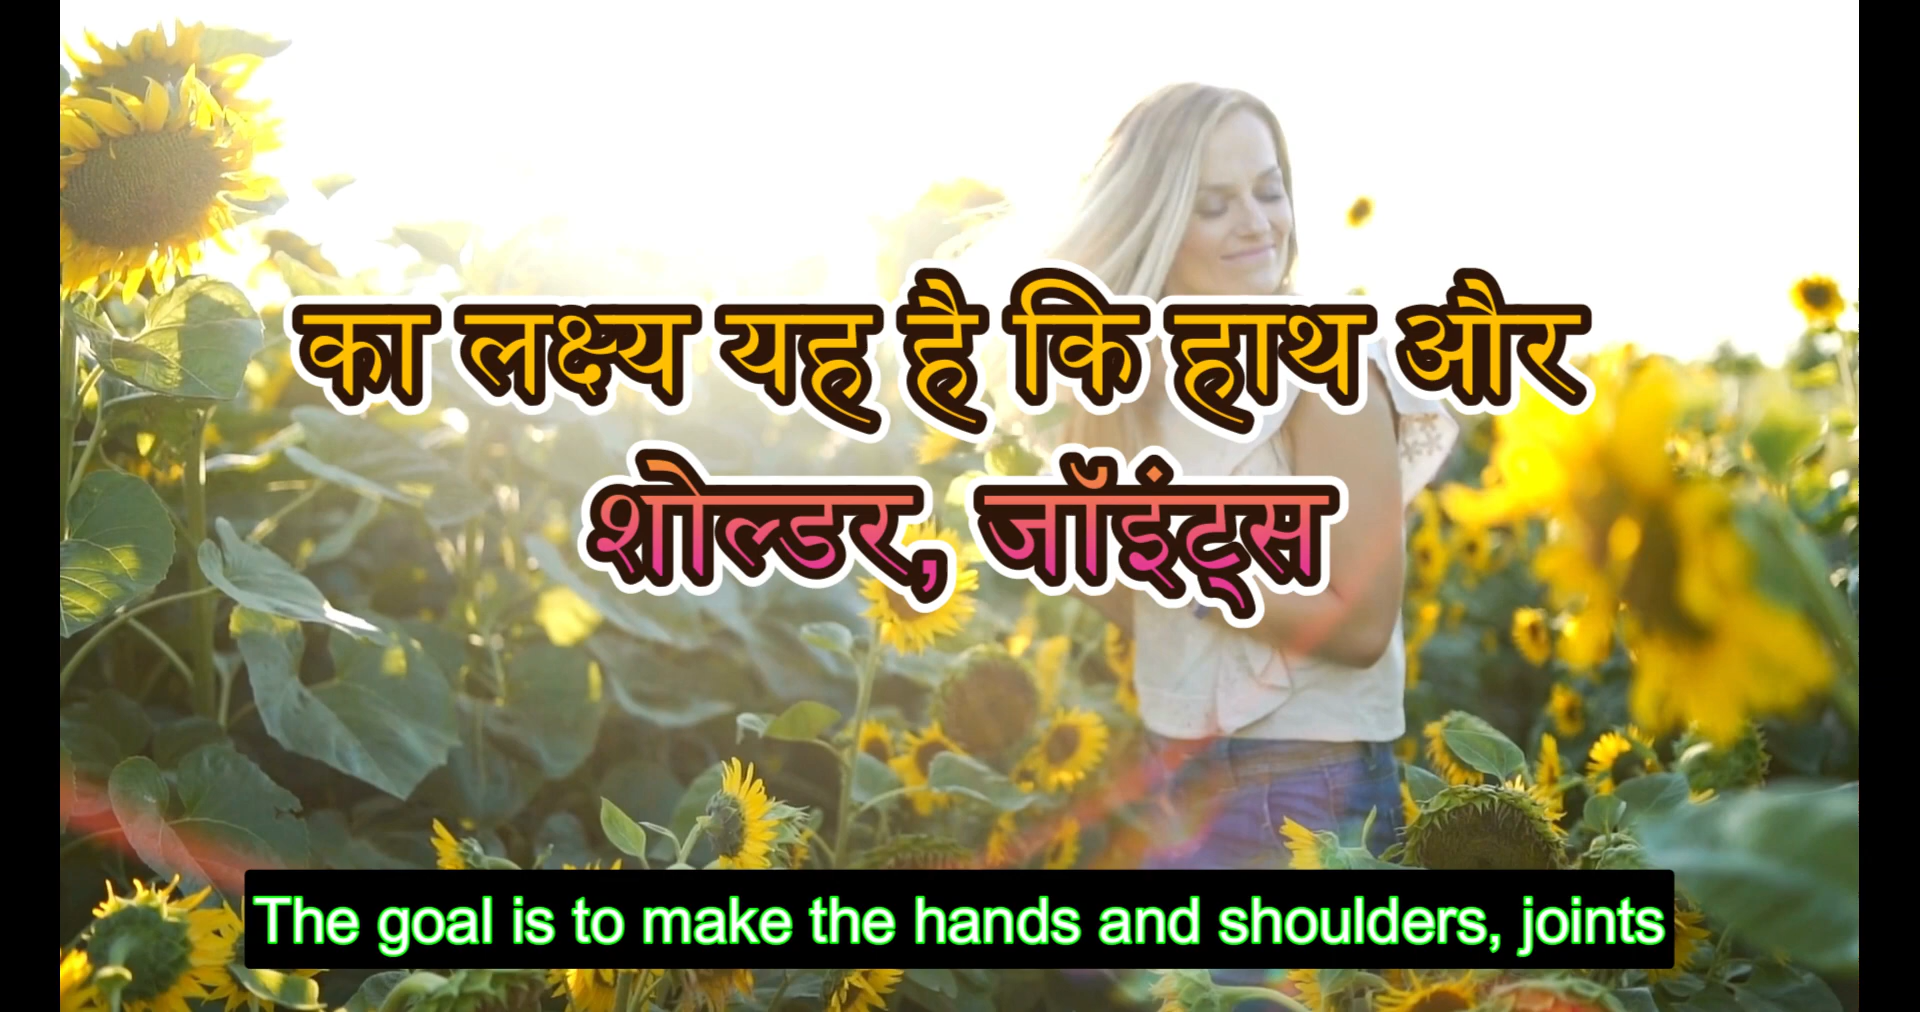 का लक्ष्य यह है कि हाथ और
शोल्डर, जॉइंट्स
The goal is to make the hands and shoulders, joints